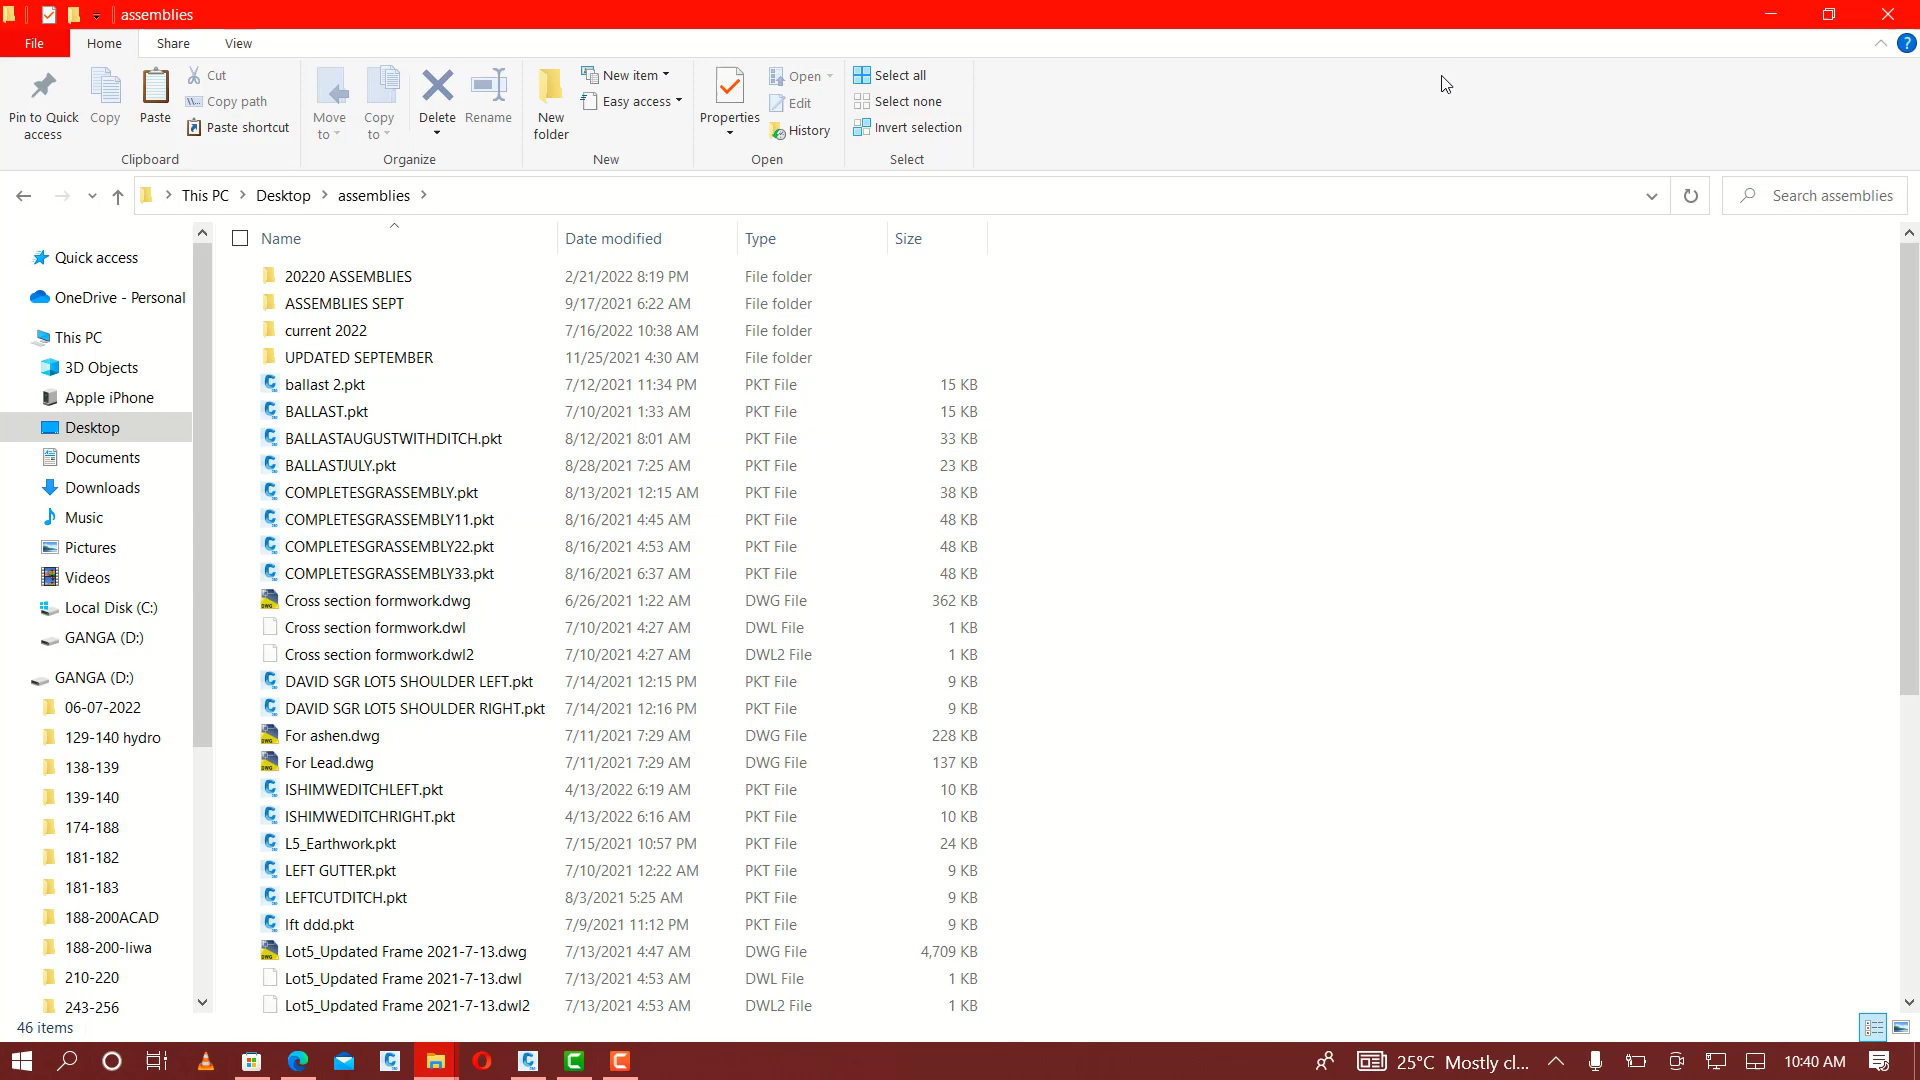 assemblies
File
Home
Share
View
?
Pin to Quick access
Copy
Paste
Cut
Copy path
Paste shortcut
Move to
Copy to
Delete
Rename
New folder
New item
Easy access
Properties
Open
Edit
History
Select all
Select none
Invert selection
Clipboard
Organize
New
Open
Select
This PC
Desktop
assemblies
Search assemblies
Name
Date modified
Type
Size
Quick access
OneDrive - Personal
This PC
3D Objects
Apple iPhone
Desktop
Documents
Downloads
Music
Pictures
Videos
Local Disk (C:)
GANGA (D:)
GANGA (D:)
06-07-2022
129-140 hydro
138-139
139-140
174-188
181-182
181-183
188-200ACAD
188-200-liwa
210-220
243-256
20220 ASSEMBLIES 2/21/2022 8:19 PM File folder
ASSEMBLIES SEPT 9/17/2021 6:22 AM File folder
current 2022 7/16/2022 10:38 AM File folder
UPDATED SEPTEMBER 11/25/2021 4:30 AM File folder
ballast 2.pkt 7/12/2021 11:34 PM PKT File 15 KB
BALLAST.pkt 7/10/2021 1:33 AM PKT File 15 KB
BALLASTAUGUSTWITHDITCH.pkt 8/12/2021 8:01 AM PKT File 33 KB
BALLASTJULY.pkt 8/28/2021 7:25 AM PKT File 23 KB
COMPLETESGRASSEMBLY.pkt 8/13/2021 12:15 AM PKT File 38 KB
COMPLETESGRASSEMBLY11.pkt 8/16/2021 4:45 AM PKT File 48 KB
COMPLETESGRASSEMBLY22.pkt 8/16/2021 4:53 AM PKT File 48 KB
COMPLETESGRASSEMBLY33.pkt 8/16/2021 6:37 AM PKT File 48 KB
Cross section formwork.dwg 6/26/2021 1:22 AM DWG File 362 KB
Cross section formwork.dwl 7/10/2021 4:27 AM DWL File 1 KB
Cross section formwork.dwl2 7/10/2021 4:27 AM DWL2 File 1 KB
DAVID SGR LOT5 SHOULDER LEFT.pkt 7/14/2021 12:15 PM PKT File 9 KB
DAVID SGR LOT5 SHOULDER RIGHT.pkt 7/14/2021 12:16 PM PKT File 9 KB
For ashen.dwg 7/11/2021 7:29 AM DWG File 228 KB
For Lead.dwg 7/11/2021 7:29 AM DWG File 137 KB
ISHIMWEDITCHLEFT.pkt 4/13/2022 6:19 AM PKT File 10 KB
ISHIMWEDITCHRIGHT.pkt 4/13/2022 6:16 AM PKT File 10 KB
L5_Earthwork.pkt 7/15/2021 10:57 PM PKT File 24 KB
LEFT GUTTER.pkt 7/10/2021 12:22 AM PKT File 9 KB
LEFTCUTDITCH.pkt 8/3/2021 5:25 AM PKT File 9 KB
lft ddd.pkt 7/9/2021 11:12 PM PKT File 9 KB
Lot5_Updated Frame 2021-7-13.dwg 7/13/2021 4:47 AM DWG File 4,709 KB
Lot5_Updated Frame 2021-7-13.dwl 7/13/2021 4:53 AM DWL File 1 KB
Lot5_Updated Frame 2021-7-13.dwl2 7/13/2021 4:53 AM DWL2 File 1 KB
46 items
25°C Mostly cl...
10:40 AM